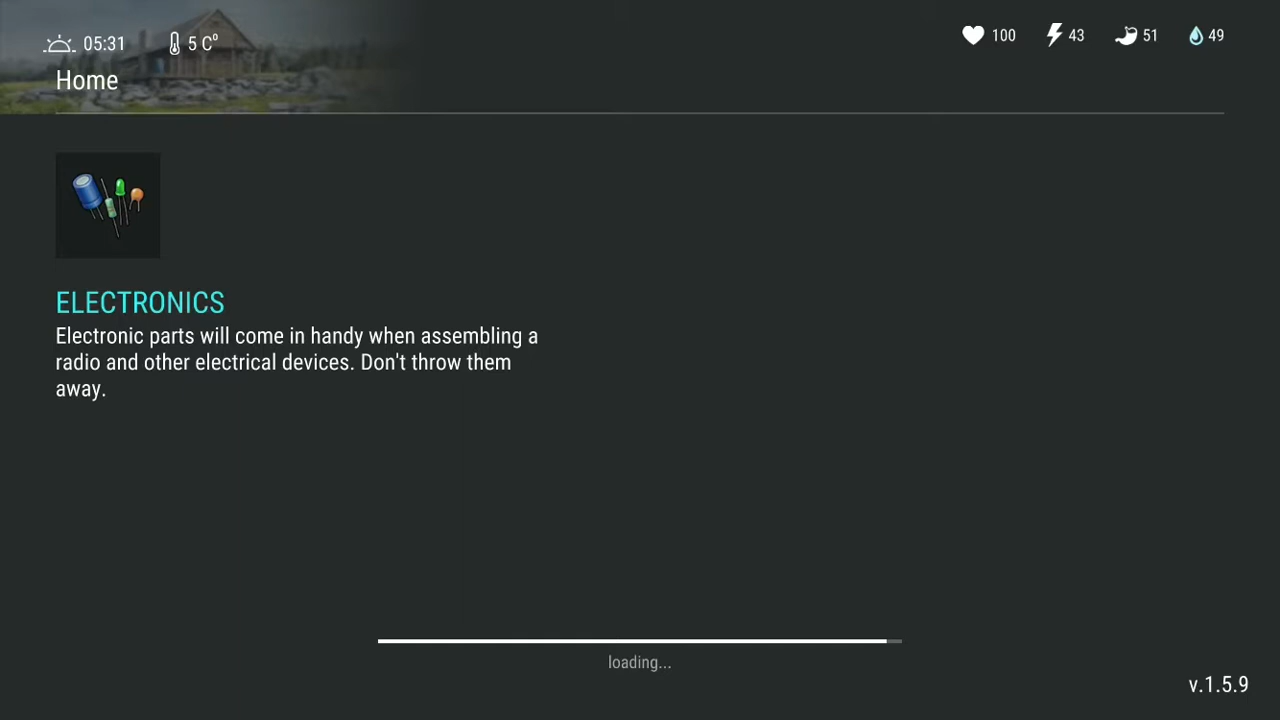 05:31
5 Cº
100
43
51
49
Home
ELECTRONICS
Electronic parts will come in handy when assembling a
radio and other electrical devices. Don't throw them
away.
loading...
v.1.5.9